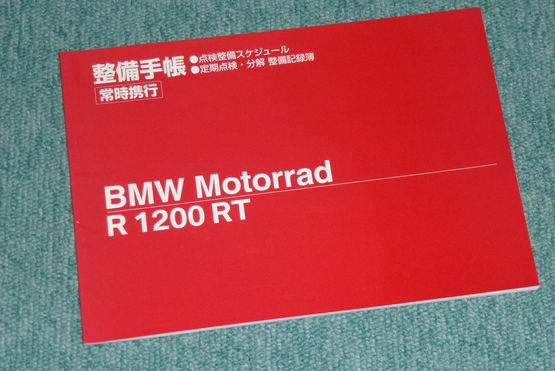 整備手帳
●点検整備スケジュール
●定期点検・分解 整備記録簿
常時携行
BMW Motorrad
R 1200 RT